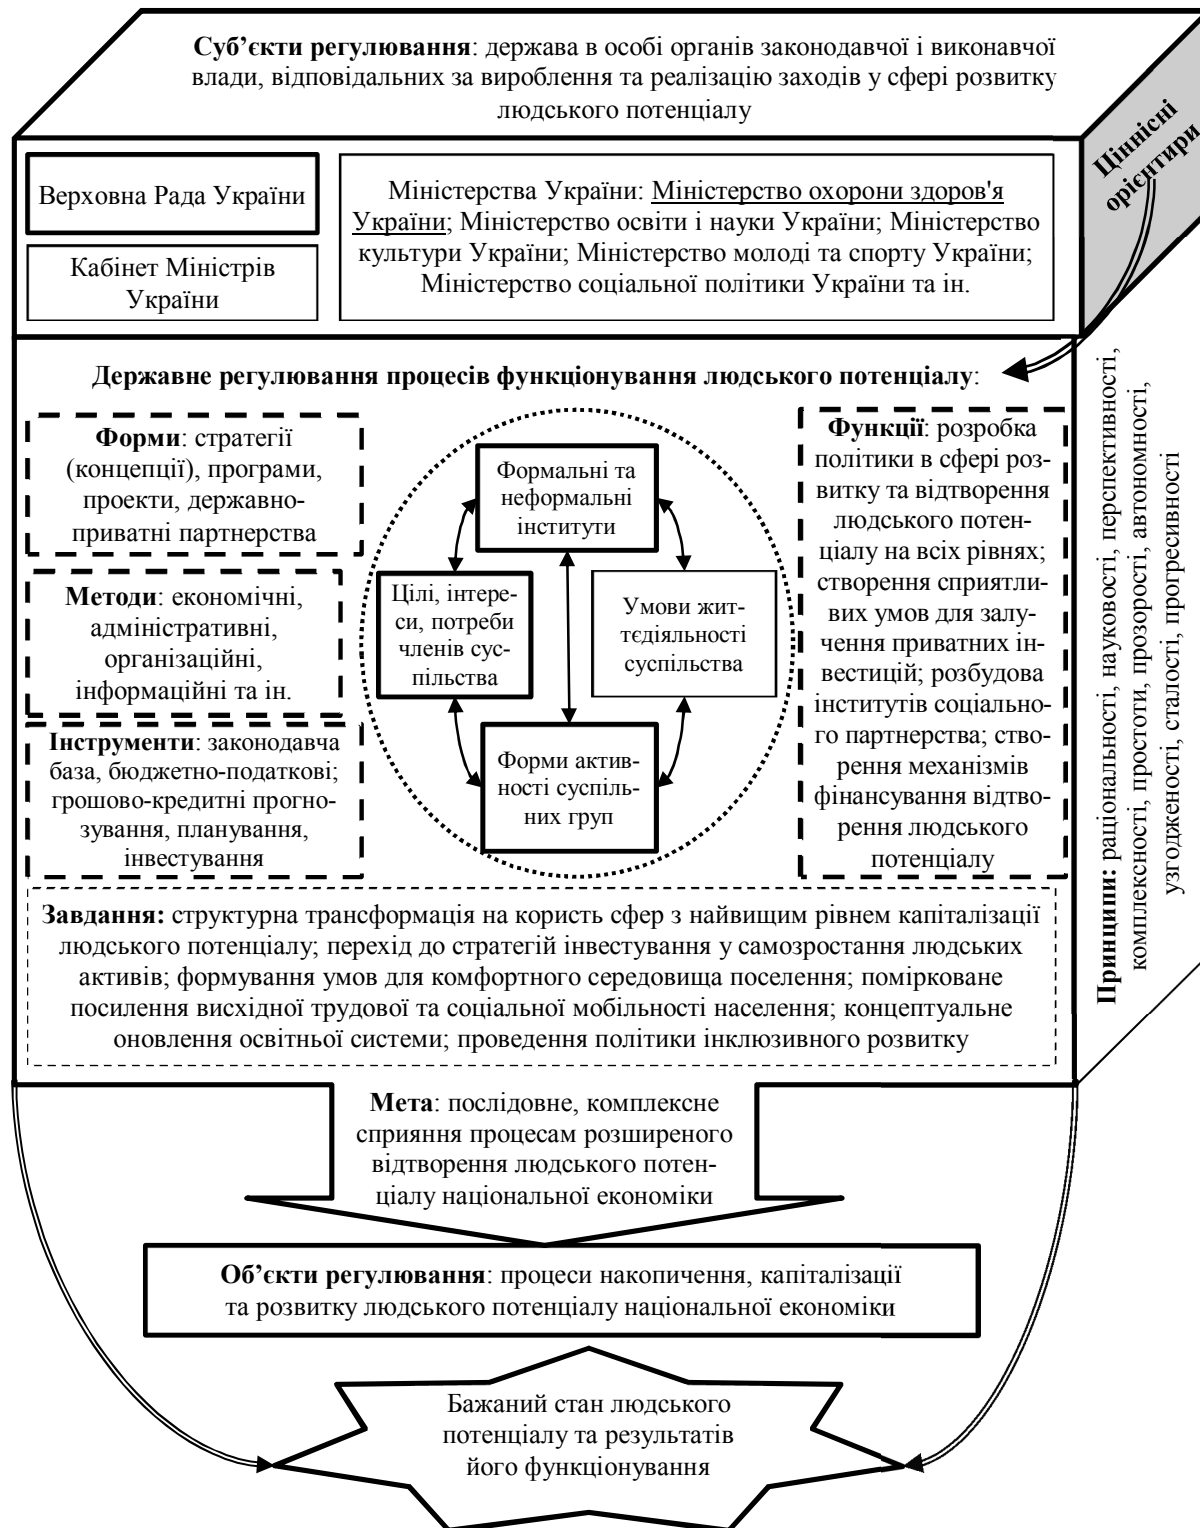 Суб’єкти регулювання: держава в особі органів законодавчої і виконавчої
влади, відповідальних за вироблення та реалізацію заходів у сфері розвитку
людського потенціалу
Ціннісні
орієнтири
Верховна Рада України
Кабінет Міністрів
України
Міністерства України: Міністерство охорони здоров'я
України; Міністерство освіти і науки України; Міністерство
культури України; Міністерство молоді та спорту України;
Міністерство соціальної політики України та ін.
Державне регулювання процесів функціонування людського потенціалу:
Форми: стратегії
(концепції), програми,
проекти, державно-
приватні партнерства
Методи: економічні,
адміністративні,
організаційні,
інформаційні та ін.
Інструменти: законодавча
база, бюджетно-податкові;
грошово-кредитні прогно-
зування, планування,
інвестування
Формальні та
неформальні
інститути
Цілі, інтере-
си, потреби
членів сус-
пільства
Умови жит-
тєдіяльності
суспільства
Форми актив-
ності суспіль-
них груп
Функції: розробка
політики в сфері роз-
витку та відтворення
людського потен-
ціалу на всіх рівнях;
створення сприятли-
вих умов для залу-
чення приватних ін-
вестицій; розбудова
інститутів соціально-
го партнерства; ство-
рення механізмів
фінансування відтво-
рення людського
потенціалу
Принципи: раціональності, науковості, перспективності,
комплексності, простоти, прозорості, автономності,
узгодженості, сталості, прогресивності
Завдання: структурна трансформація на користь сфер з найвищим рівнем капіталізації
людського потенціалу; перехід до стратегій інвестування у самозростання людських
активів; формування умов для комфортного середовища поселення; помірковане
посилення висхідної трудової та соціальної мобільності населення; концептуальне
оновлення освітньої системи; проведення політики інклюзивного розвитку
Мета: послідовне, комплексне
сприяння процесам розширеного
відтворення людського потен-
ціалу національної економіки
Об’єкти регулювання: процеси накопичення, капіталізації
та розвитку людського потенціалу національної економіки
Бажаний стан людського
потенціалу та результатів
його функціонування